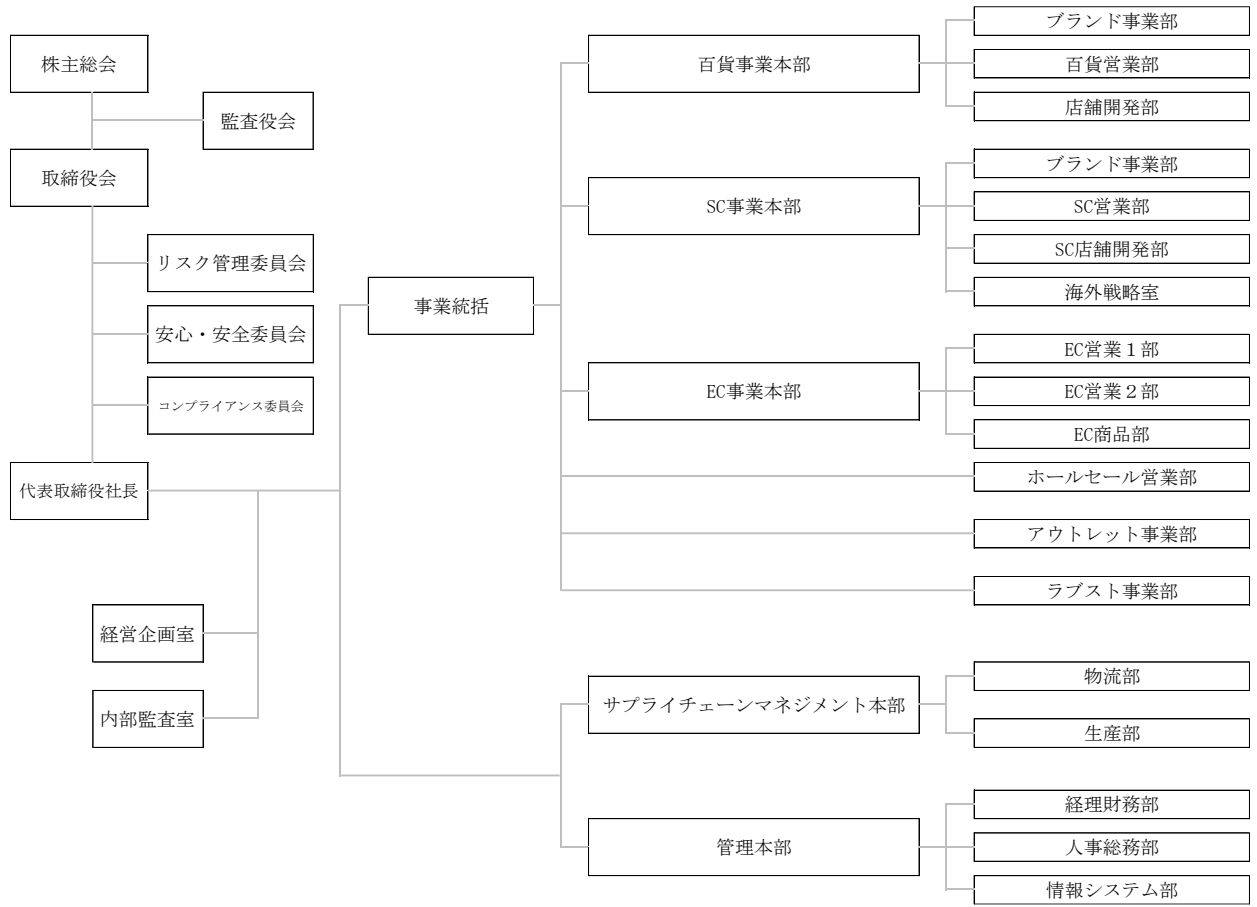 株主総会
監査役会
取締役会
リスク管理委員会
安心・安全委員会
コンプライアンス委員会
代表取締役社長
経営企画室
内部監査室
事業統括
百貨事業本部
ブランド事業部
百貨営業部
店舗開発部
SC事業本部
ブランド事業部
SC営業部
SC店舗開発部
海外戦略室
EC事業本部
EC営業1部
EC営業2部
EC商品部
ホールセール営業部
アウトレット事業部
ラブスト事業部
サプライチェーンマネジメント本部
物流部
生産部
管理本部
経理財務部
人事総務部
情報システム部